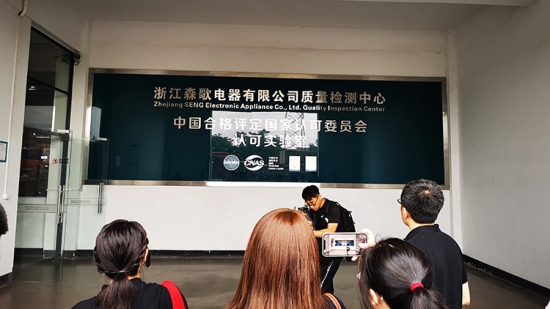 浙江森歌电器有限公司质量检测中心
Zhejiang SENG Electronic Appliance Co., Ltd. Quality Inspection Center
中国合格评定国家认可委员会
认可实验室
CNAS